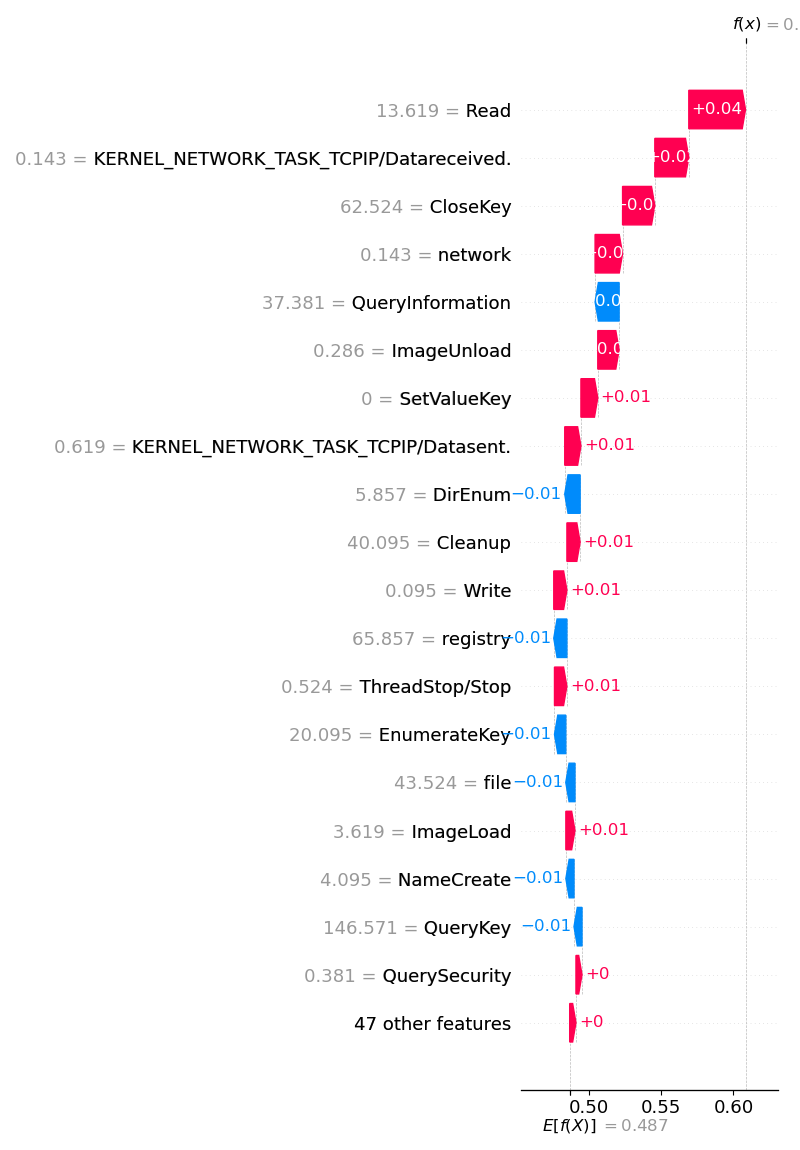 f(x) = 0.
13.619 = Read +0.04
0.143 = KERNEL_NETWORK_TASK_TCPIP/Datareceived.
62.524 = CloseKey
0.143 = network
37.381 = QueryInformation
0.286 = ImageUnload
0 = SetValueKey +0.01
0.619 = KERNEL_NETWORK_TASK_TCPIP/Datasent. +0.01
5.857 = DirEnum −0.01
40.095 = Cleanup +0.01
0.095 = Write +0.01
65.857 = registry −0.01
0.524 = ThreadStop/Stop +0.01
20.095 = EnumerateKey −0.01
43.524 = file −0.01
3.619 = ImageLoad +0.01
4.095 = NameCreate −0.01
146.571 = QueryKey −0.01
0.381 = QuerySecurity +0
47 other features +0
0.50 0.55 0.60
E[f(X)] = 0.487